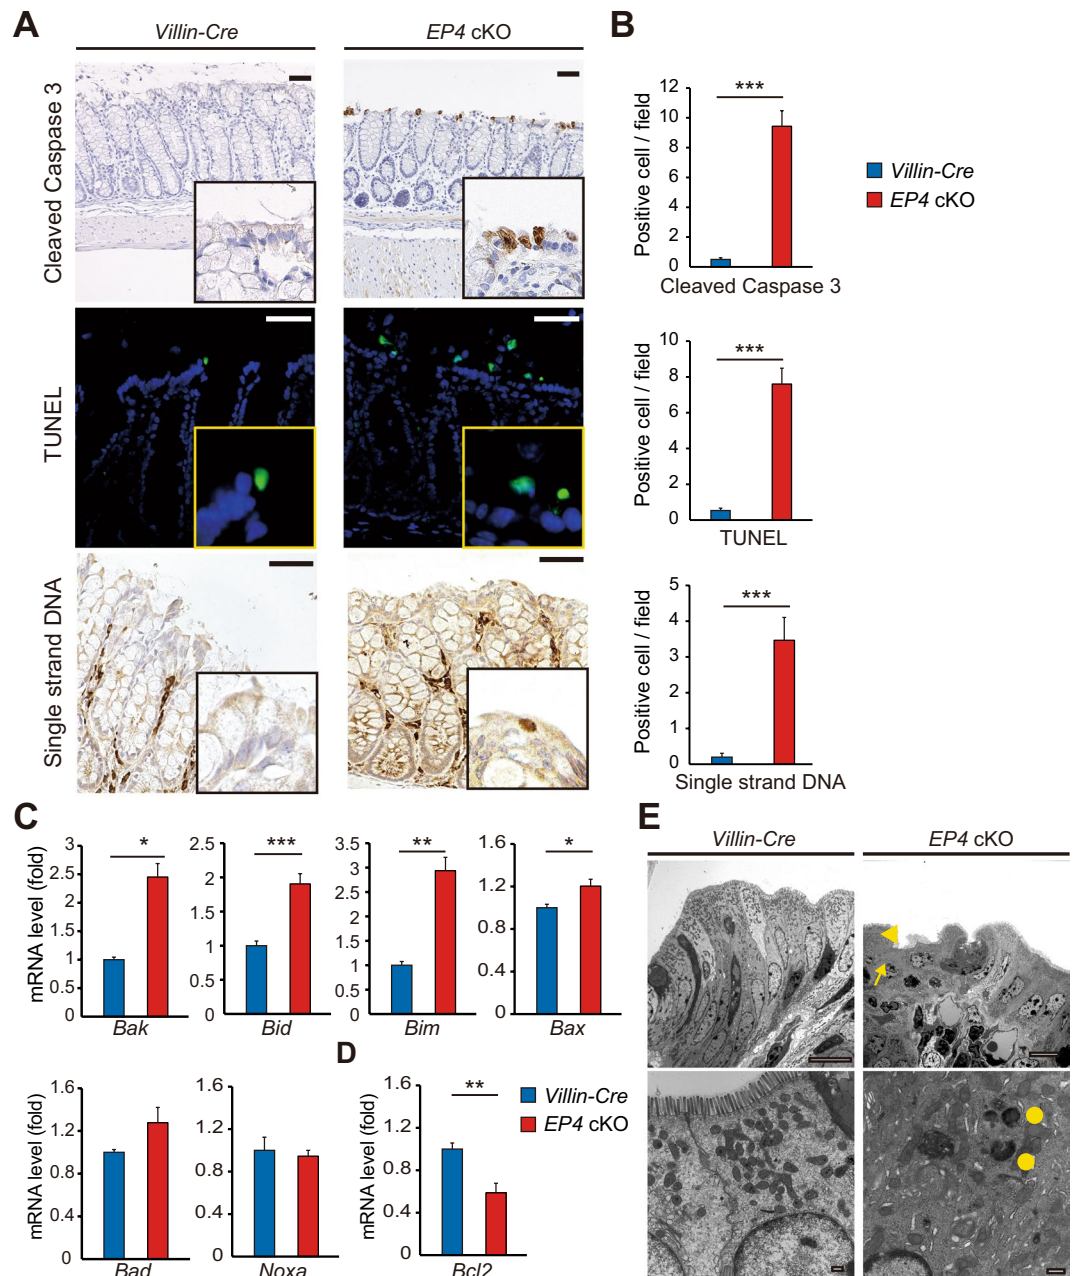 A
Villin-Cre
EP4 cKO
Cleaved Caspase 3
TUNEL
Single strand DNA
B
Positive cell / field
12
10
8
6
4
2
0
***
Cleaved Caspase 3
Villin-Cre
EP4 cKO
Positive cell / field
10
8
6
4
2
0
***
TUNEL
Positive cell / field
5
4
3
2
1
0
***
Single strand DNA
C
mRNA level (fold)
3
2.5
2
1.5
1
0.5
0
*
Bak
2.5
2
1.5
1
0.5
0
***
Bid
3.5
3
2.5
2
1.5
1
0.5
0
**
Bim
1.6
1.2
0.8
0.4
0
*
Bax
mRNA level (fold)
1.6
1.2
0.8
0.4
0
Bad
1.6
1.2
0.8
0.4
0
Noxa
D
mRNA level (fold)
1.6
1.2
0.8
0.4
0
**
Bcl2
Villin-Cre
EP4 cKO
E
Villin-Cre
EP4 cKO